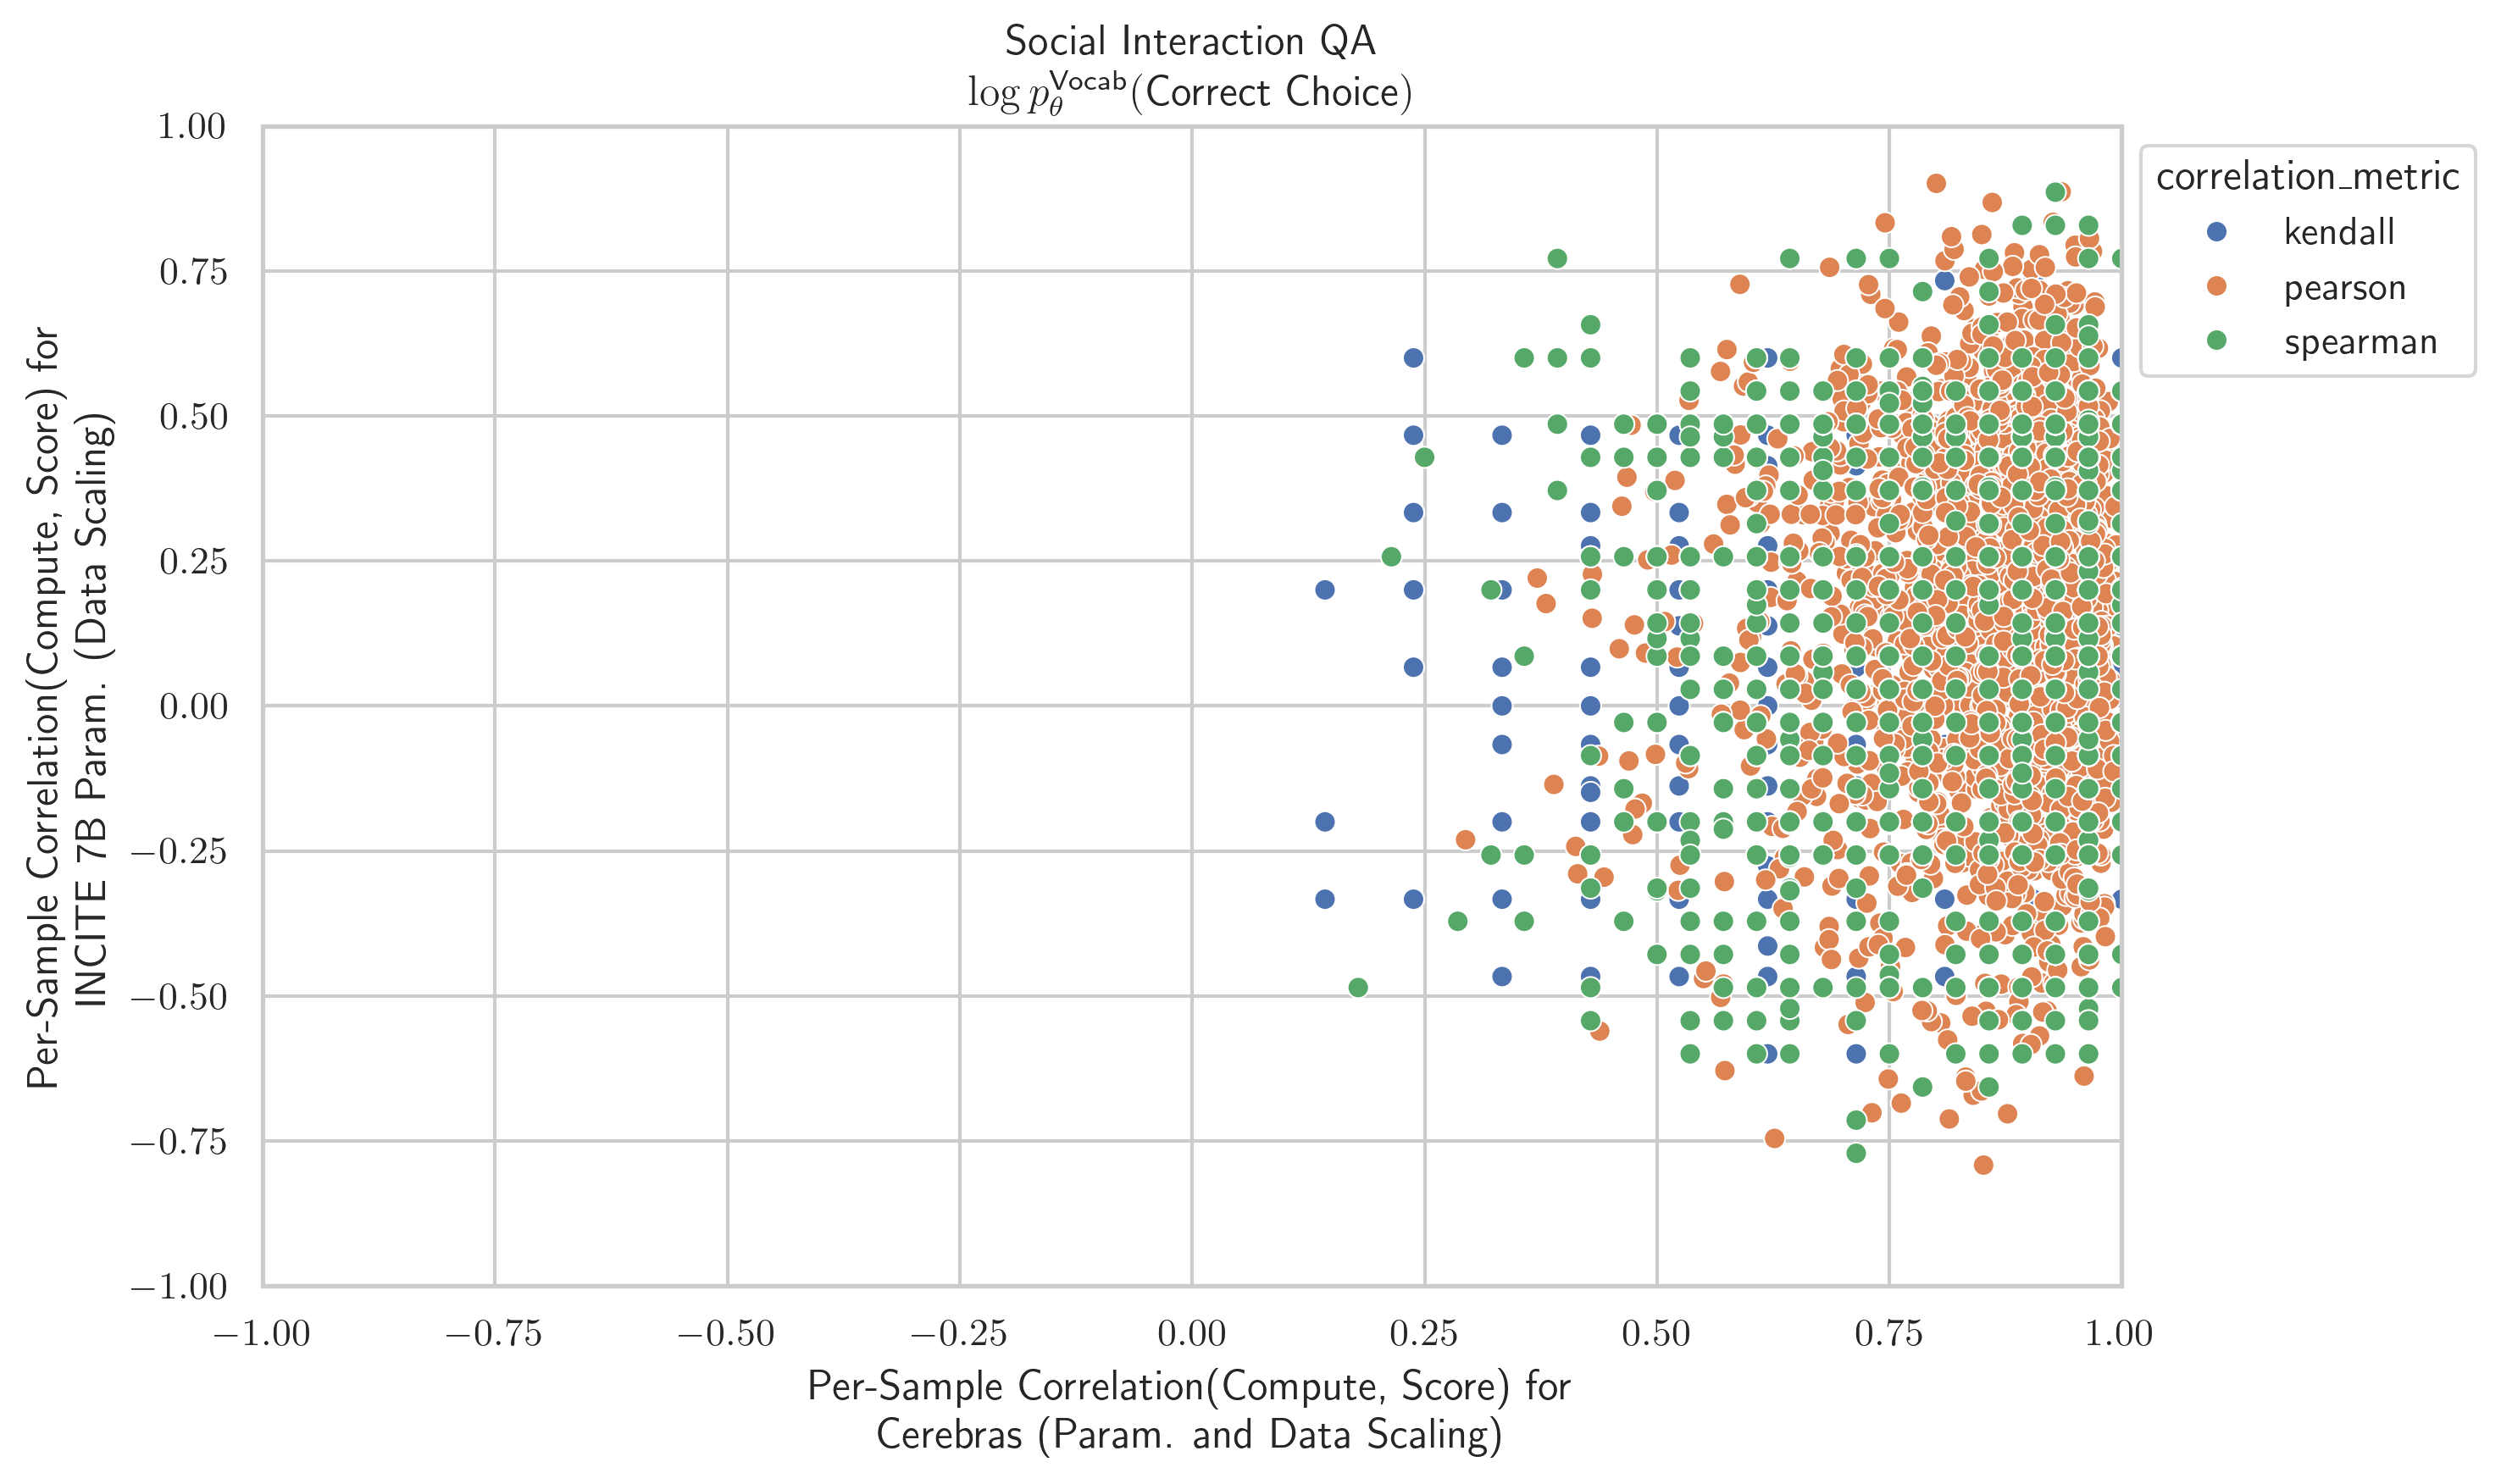 Social Interaction QA
log p_θ^Vocab(Correct Choice)
1.00
0.75
0.50
0.25
0.00
−0.25
−0.50
−0.75
−1.00
Per-Sample Correlation(Compute, Score) for
INCITE 7B Param. (Data Scaling)
correlation_metric
kendall
pearson
spearman
−1.00 −0.75 −0.50 −0.25 0.00 0.25 0.50 0.75 1.00
Per-Sample Correlation(Compute, Score) for
Cerebras (Param. and Data Scaling)